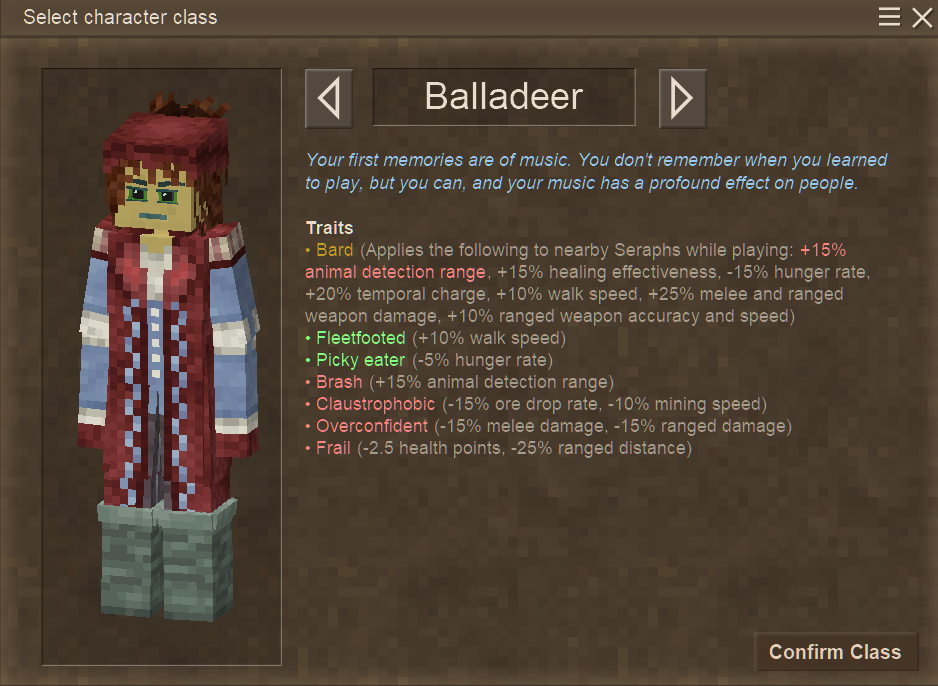 Select character class
Balladeer
Your first memories are of music. You don't remember when you learned
to play, but you can, and your music has a profound effect on people.
Traits
• Bard (Applies the following to nearby Seraphs while playing: +15%
animal detection range, +15% healing effectiveness, -15% hunger rate,
+20% temporal charge, +10% walk speed, +25% melee and ranged
weapon damage, +10% ranged weapon accuracy and speed)
• Fleetfooted (+10% walk speed)
• Picky eater (-5% hunger rate)
• Brash (+15% animal detection range)
• Claustrophobic (-15% ore drop rate, -10% mining speed)
• Overconfident (-15% melee damage, -15% ranged damage)
• Frail (-2.5 health points, -25% ranged distance)
Confirm Class